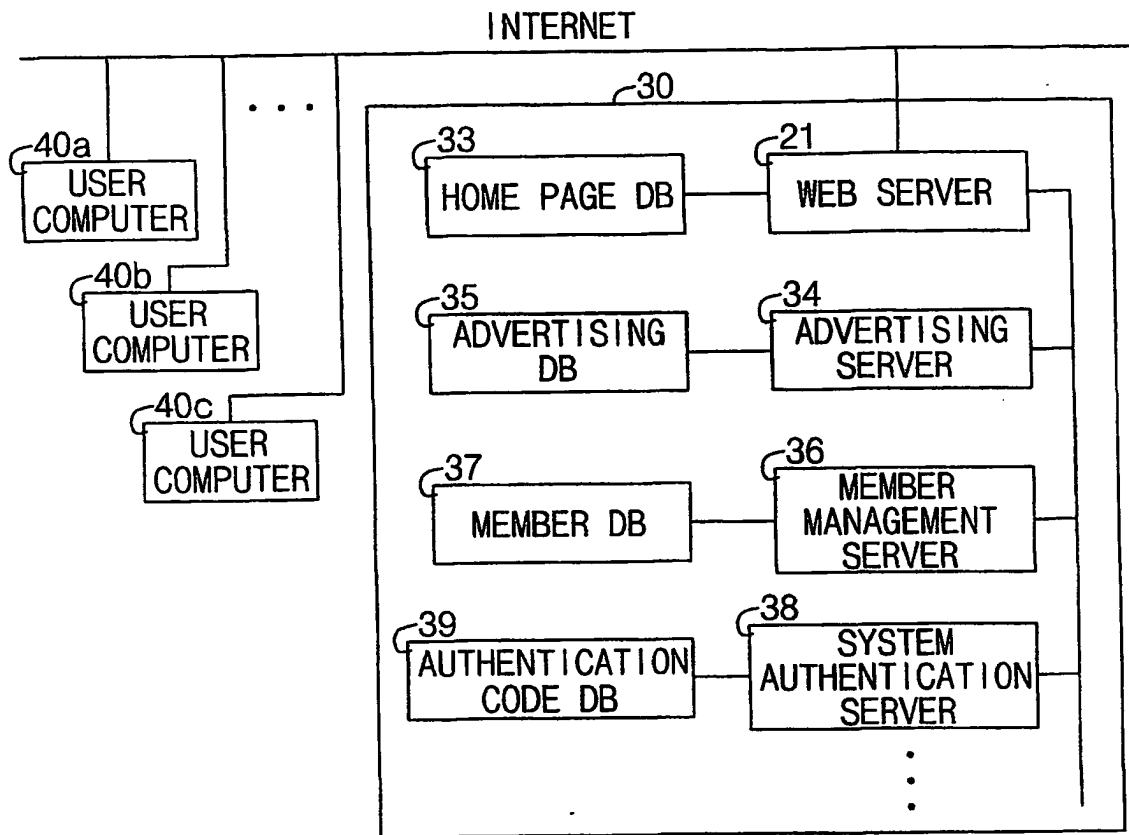 INTERNET
30
40a
USER
COMPUTER
40b
USER
COMPUTER
40c
USER
COMPUTER
33
HOME PAGE DB
21
WEB SERVER
35
ADVERTISING
DB
34
ADVERTISING
SERVER
37
MEMBER DB
36
MEMBER
MANAGEMENT
SERVER
39
AUTHENTICATION
CODE DB
38
SYSTEM
AUTHENTICATION
SERVER